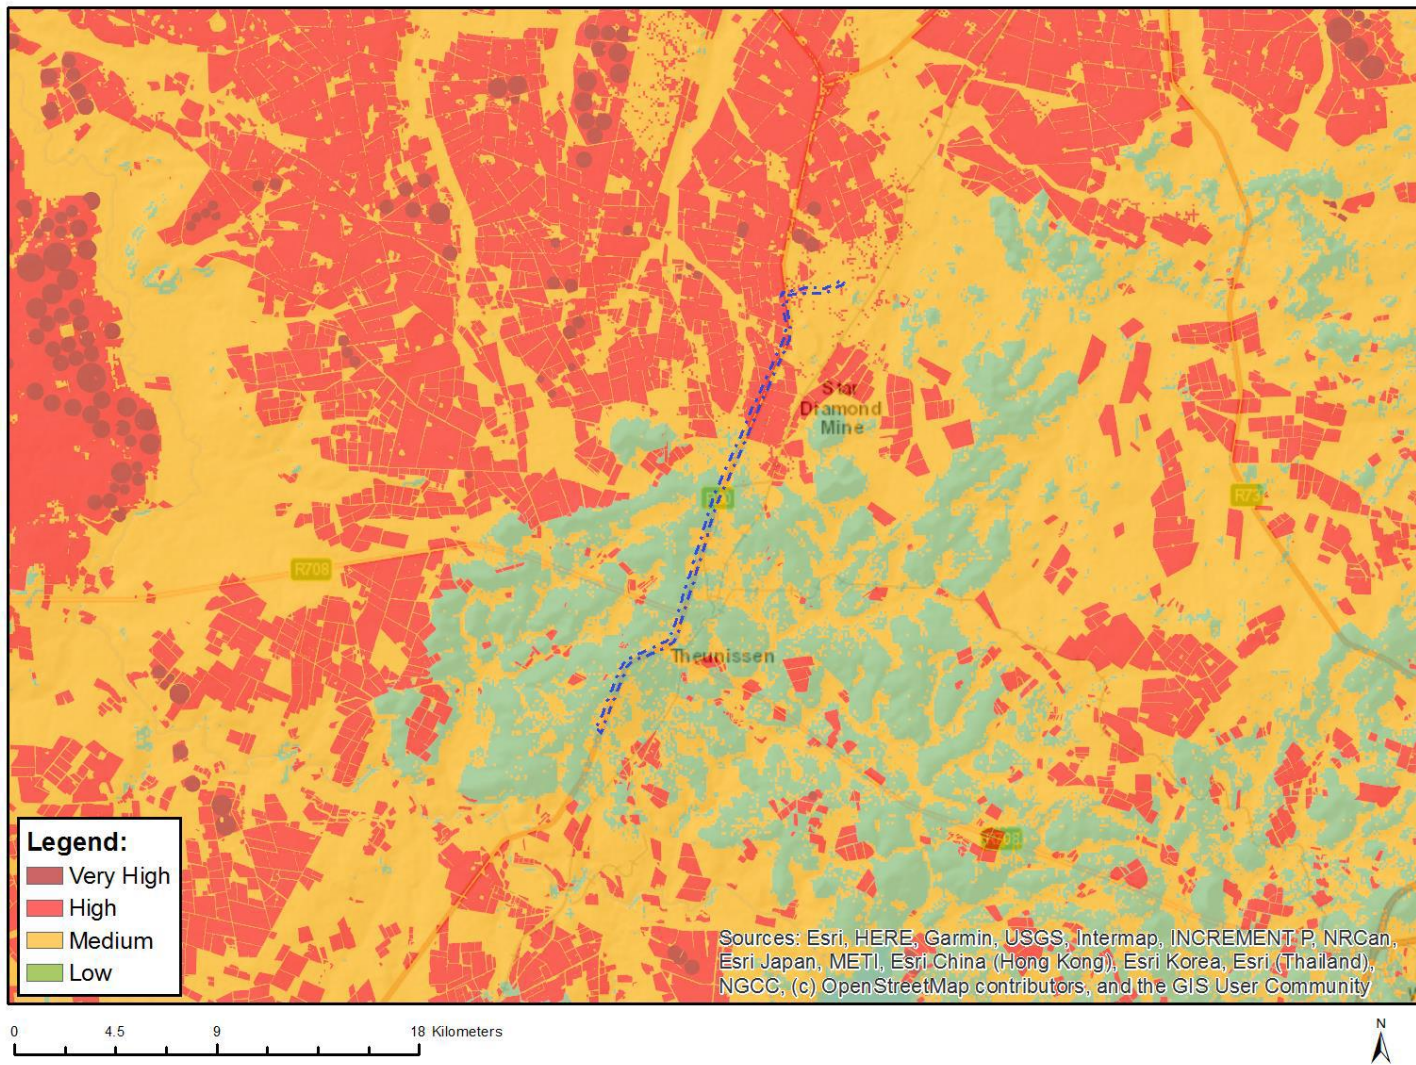 Star
Diamond
Mine
R708
R73
Theunissen
Legend:
Very High
High
Medium
Low
Sources: Esri, HERE, Garmin, USGS, Intermap, INCREMENT P, NRCan,
Esri Japan, METI, Esri China (Hong Kong), Esri Korea, Esri (Thailand),
NGCC, (c) OpenStreetMap contributors, and the GIS User Community
0 4.5 9 18 Kilometers
N